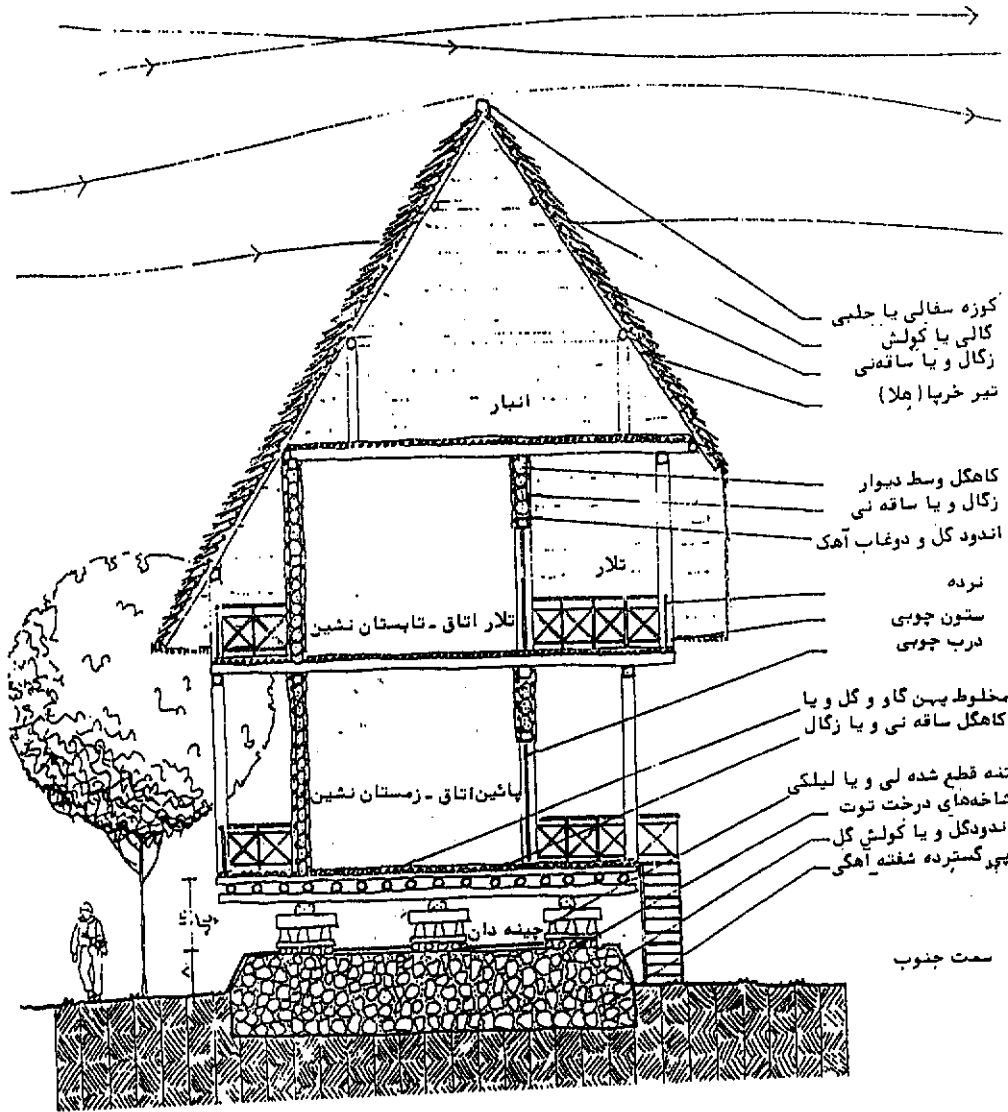 کوزه سفالی یا حلبی
گالی یا کولش
زگال و یا ساقه‌نی
تیر خرپا (هلا)
انبار
کاهگل وسط دیوار
زگال و یا ساقه نی
اندود گل و دوغاب آهک
تلار
نرده
ستون چوبی
درب چوبی
تلار اتاق - تابستان نشین
مخلوط پهن گاو و گل و یا
کاهگل ساقه نی و یا زگال
پائین‌اتاق - زمستان نشین
تنه قطع شده لی و یا لیلکی
شاخه‌های درخت توت
اندودگل و یا کولش گل
پی گسترده شفته آهگی
چینه دان
سمت جنوب